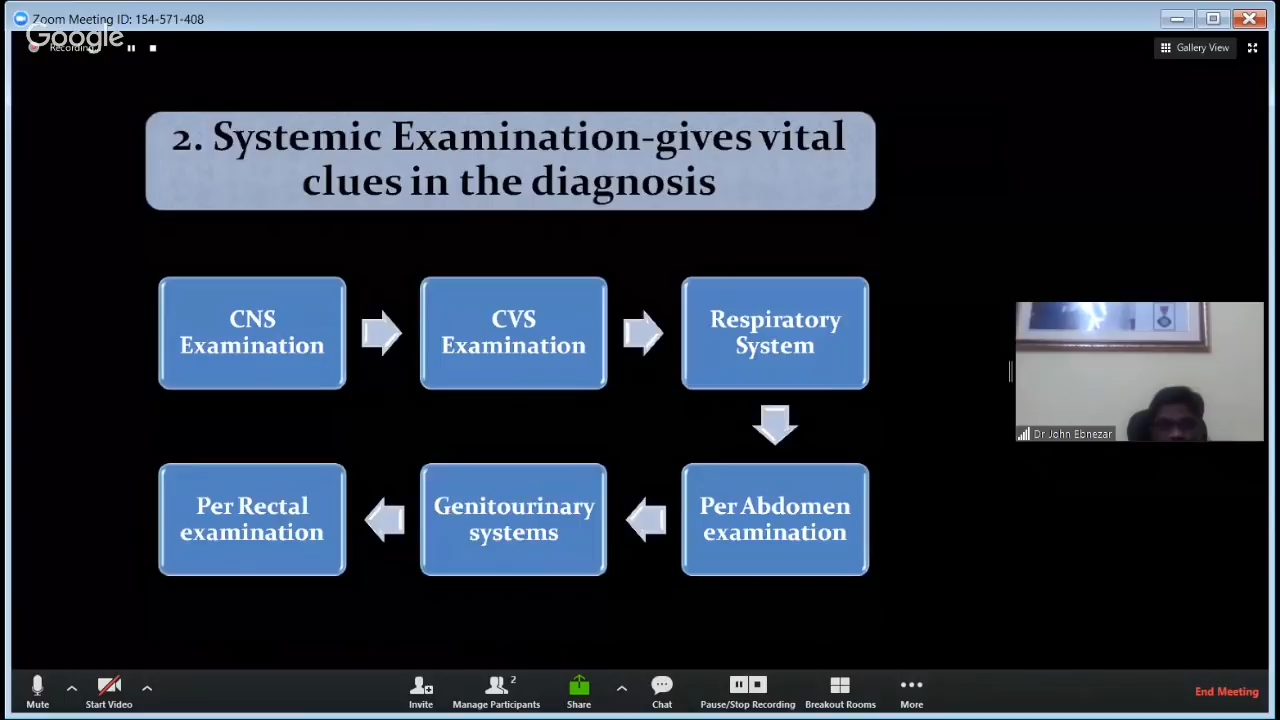 Zoom Meeting ID: 154-571-408
Google
Recording
Gallery View
2. Systemic Examination-gives vital
clues in the diagnosis
CNS
Examination
CVS
Examination
Respiratory
System
Per Abdomen
examination
Genitourinary
systems
Per Rectal
examination
Dr John Ebnezar
Mute
Start Video
Invite
2
Manage Participants
Share
Chat
Pause/Stop Recording
Breakout Rooms
More
End Meeting